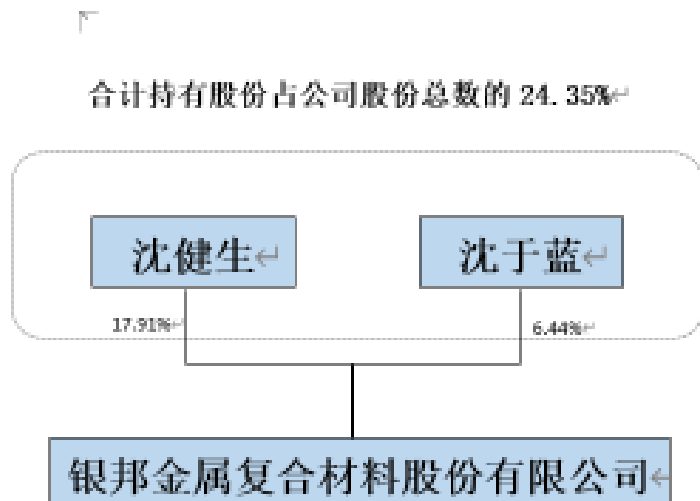 合计持有股份占公司股份总数的 24.35%
沈健生
沈于蓝
17.91%
6.44%
银邦金属复合材料股份有限公司